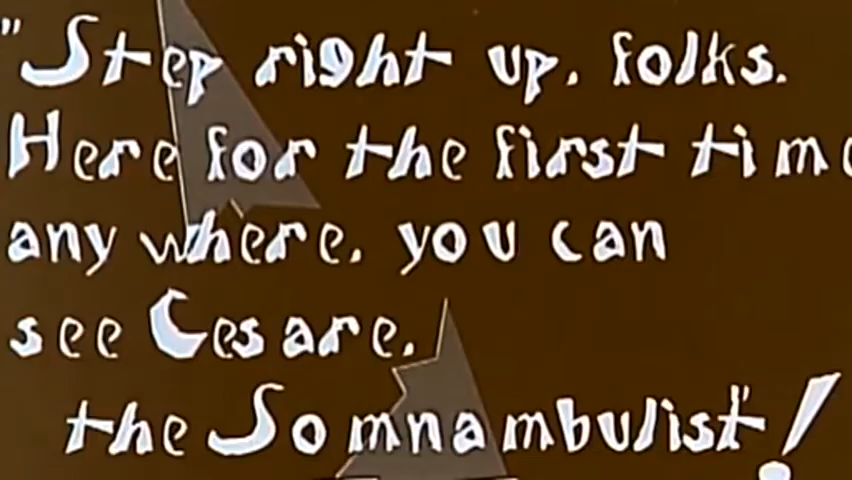 "Step right up, folks.
Here for the first time
any where, you can
see Cesare,
the Somnambulist"!